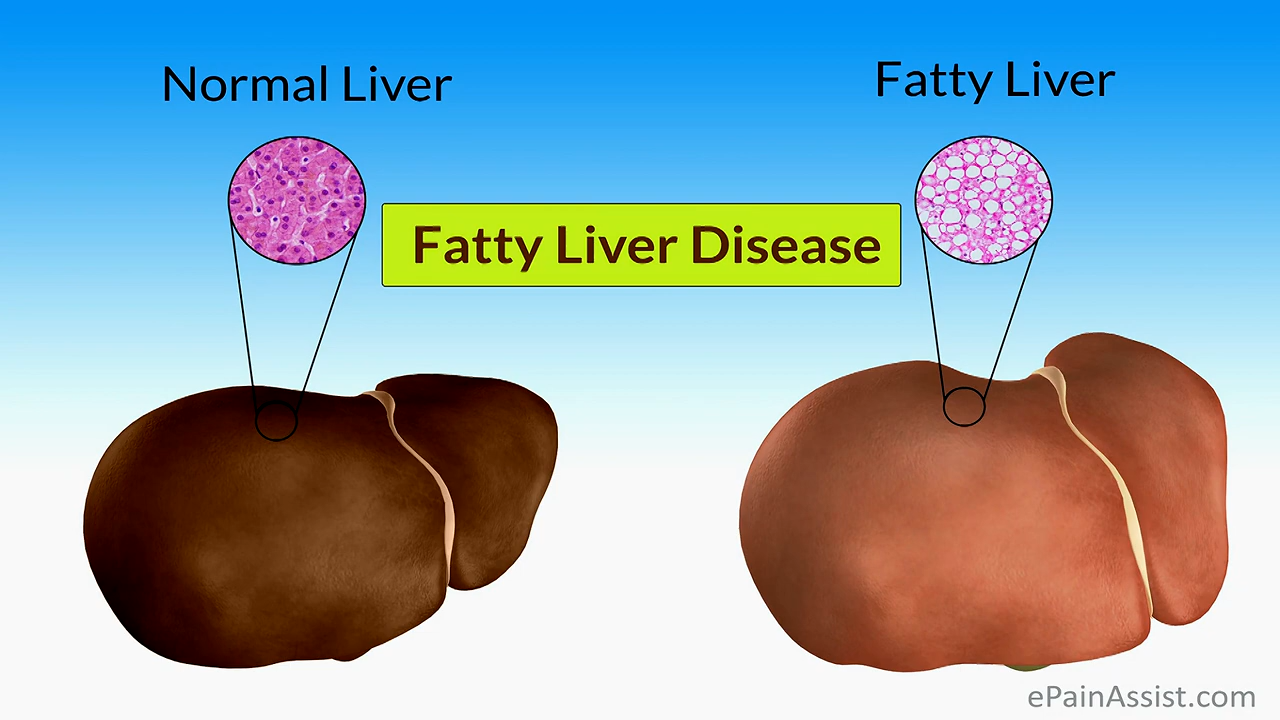 Normal Liver
Fatty Liver
Fatty Liver Disease
ePainAssist.com